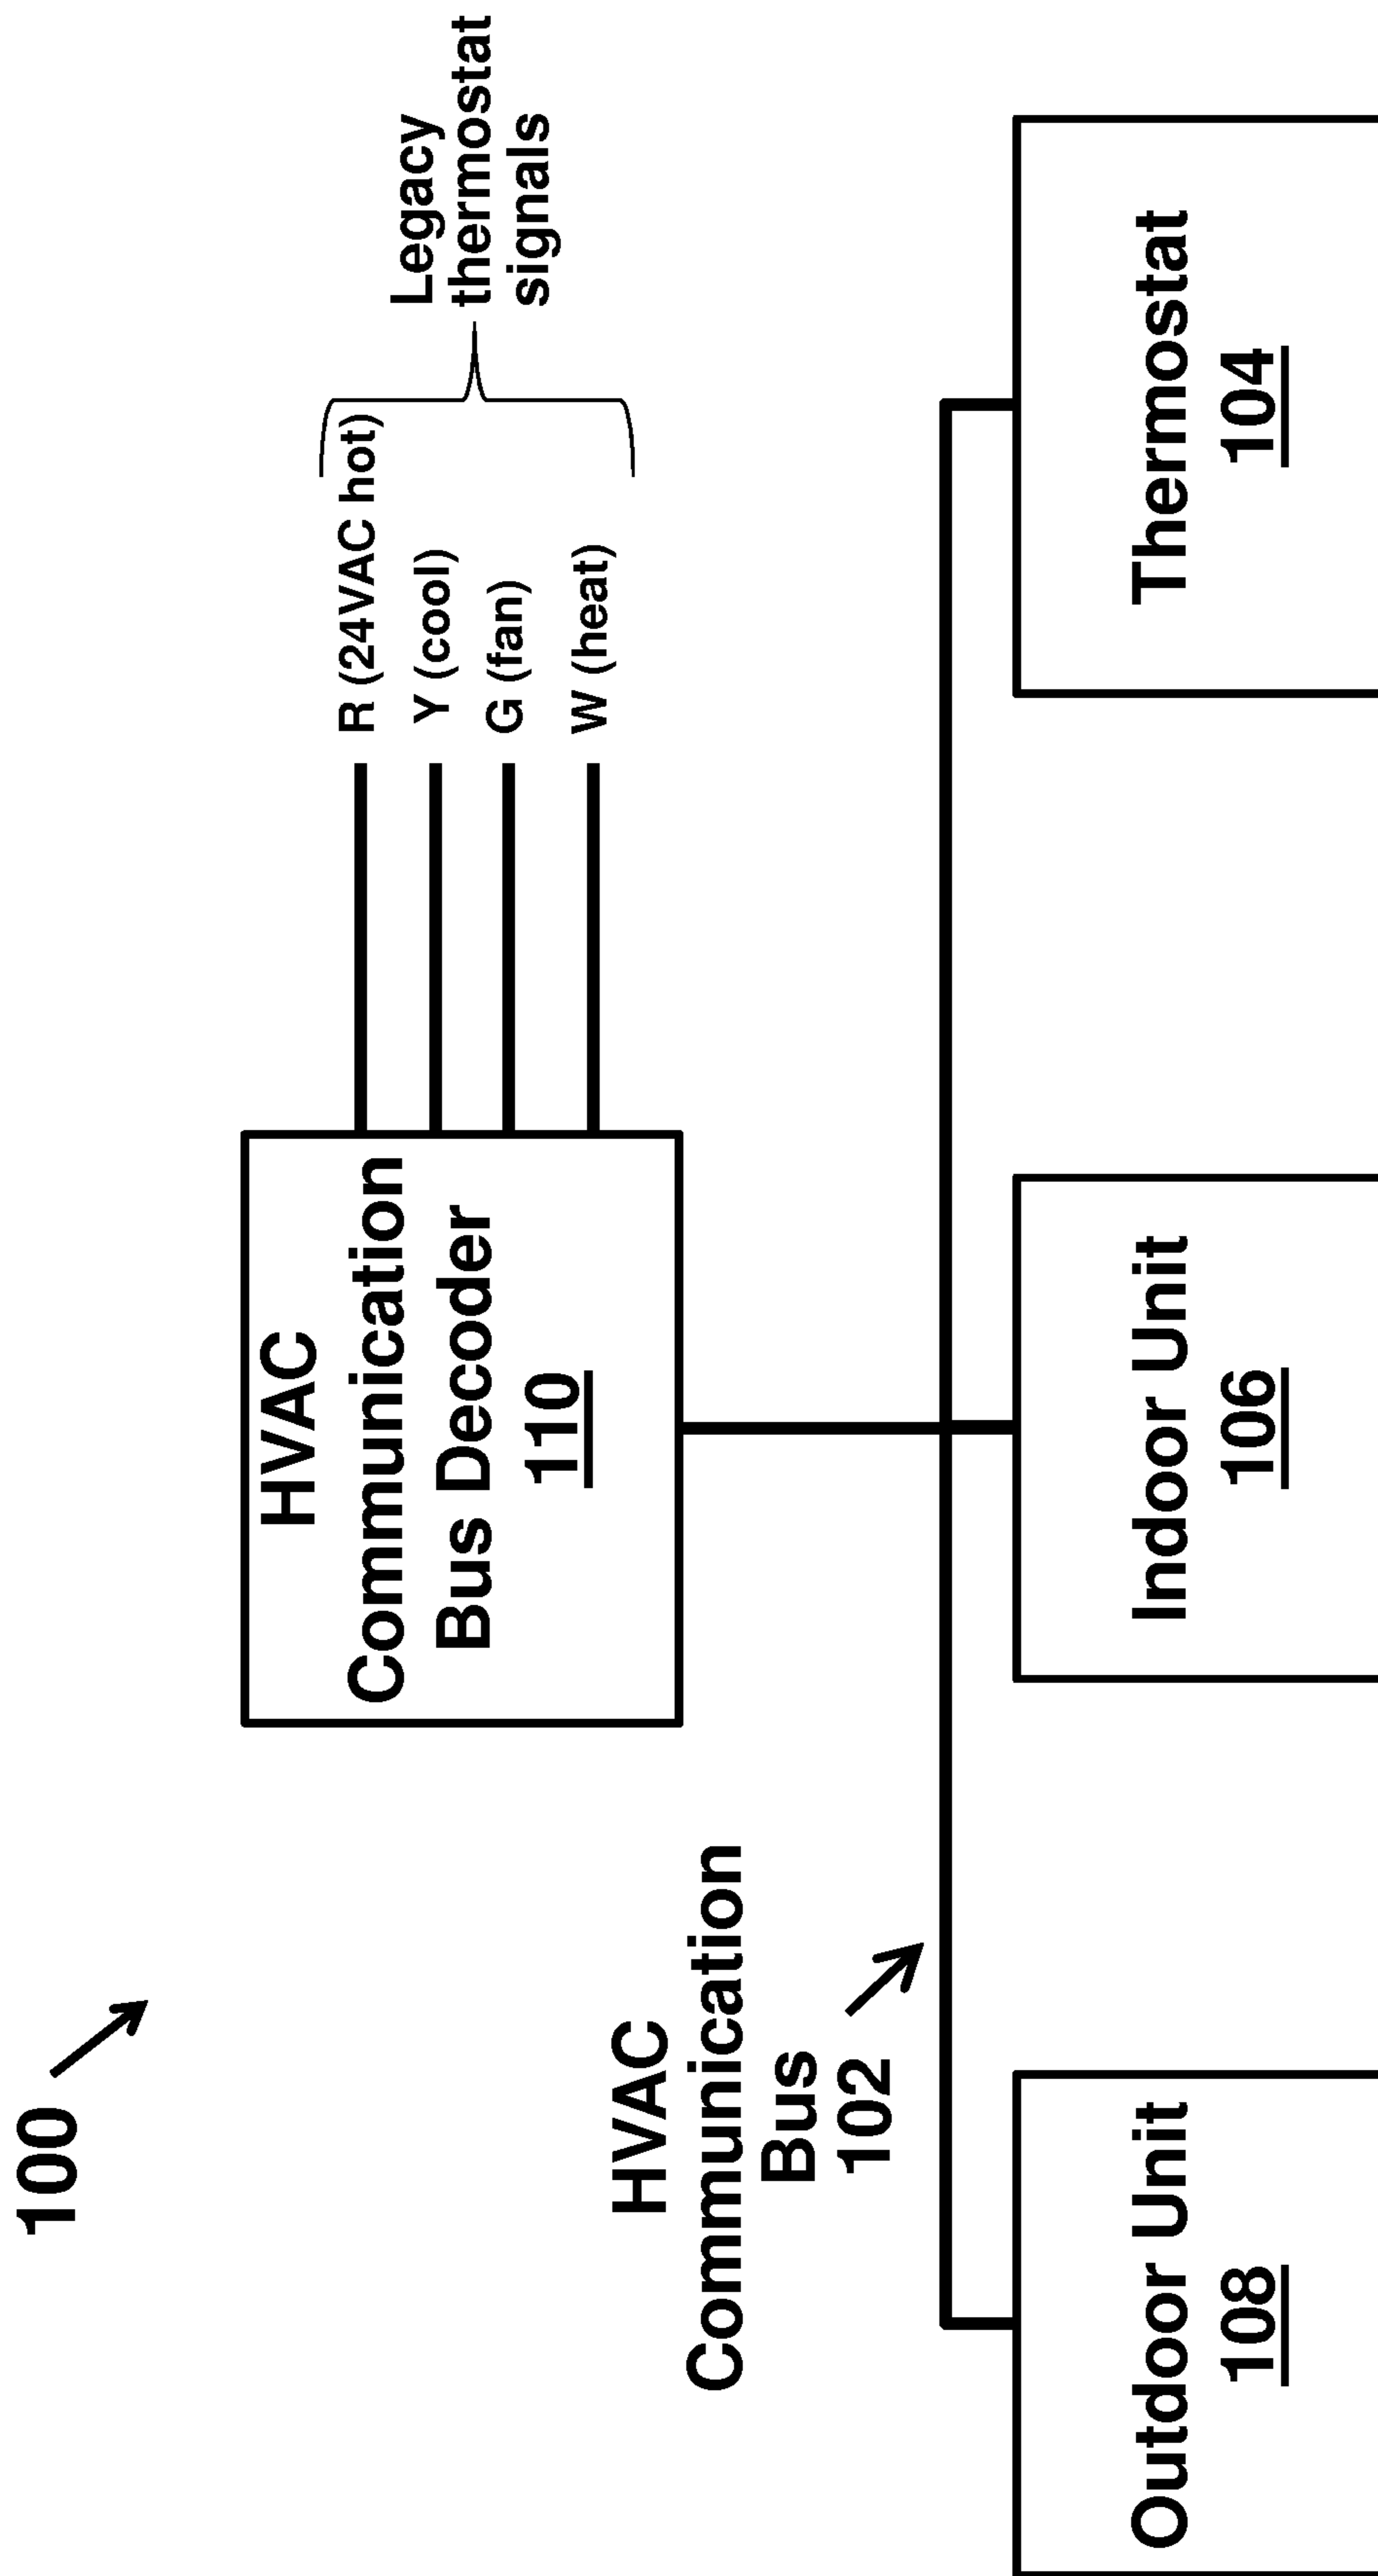 100
HVAC
Communication
Bus Decoder
110
R (24VAC hot)
Y (cool)
G (fan)
W (heat)
Legacy
thermostat
signals
HVAC
Communication
Bus
102
Outdoor Unit
108
Indoor Unit
106
Thermostat
104